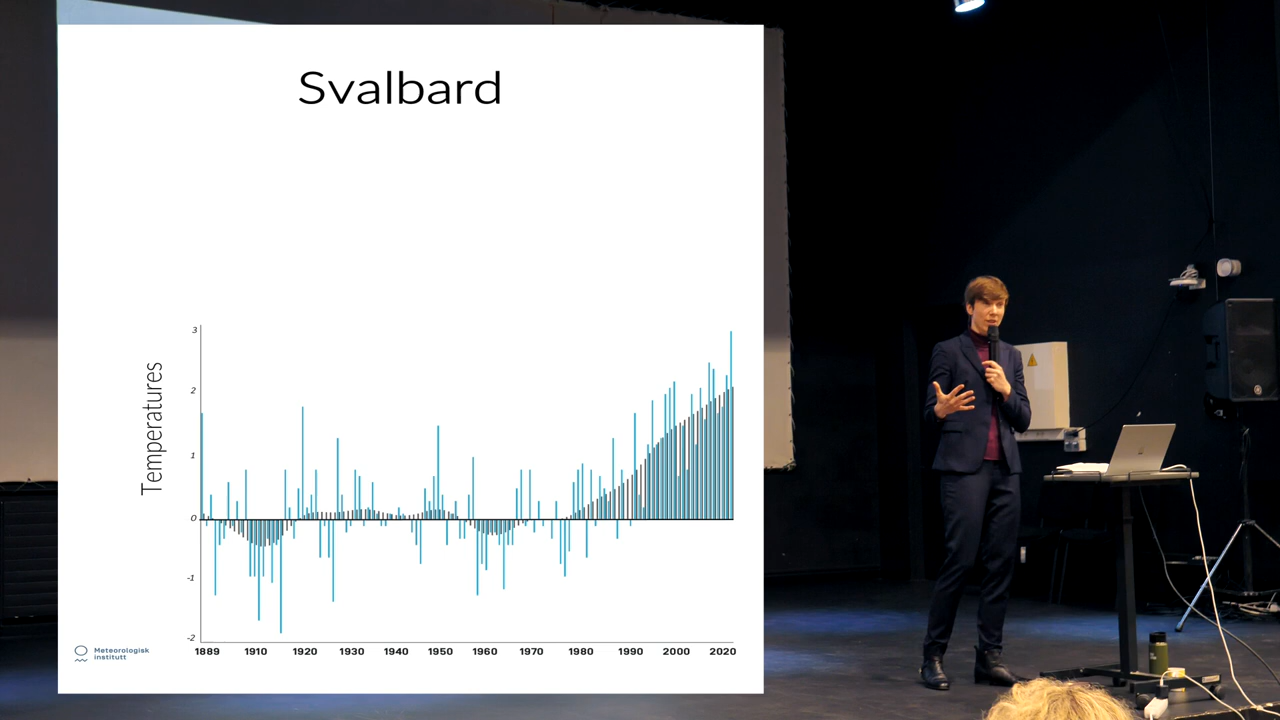 Svalbard
Temperatures
3
2
1
0
-1
-2
1889 1910 1920 1930 1940 1950 1960 1970 1980 1990 2000 2020
Meteorologisk
institutt